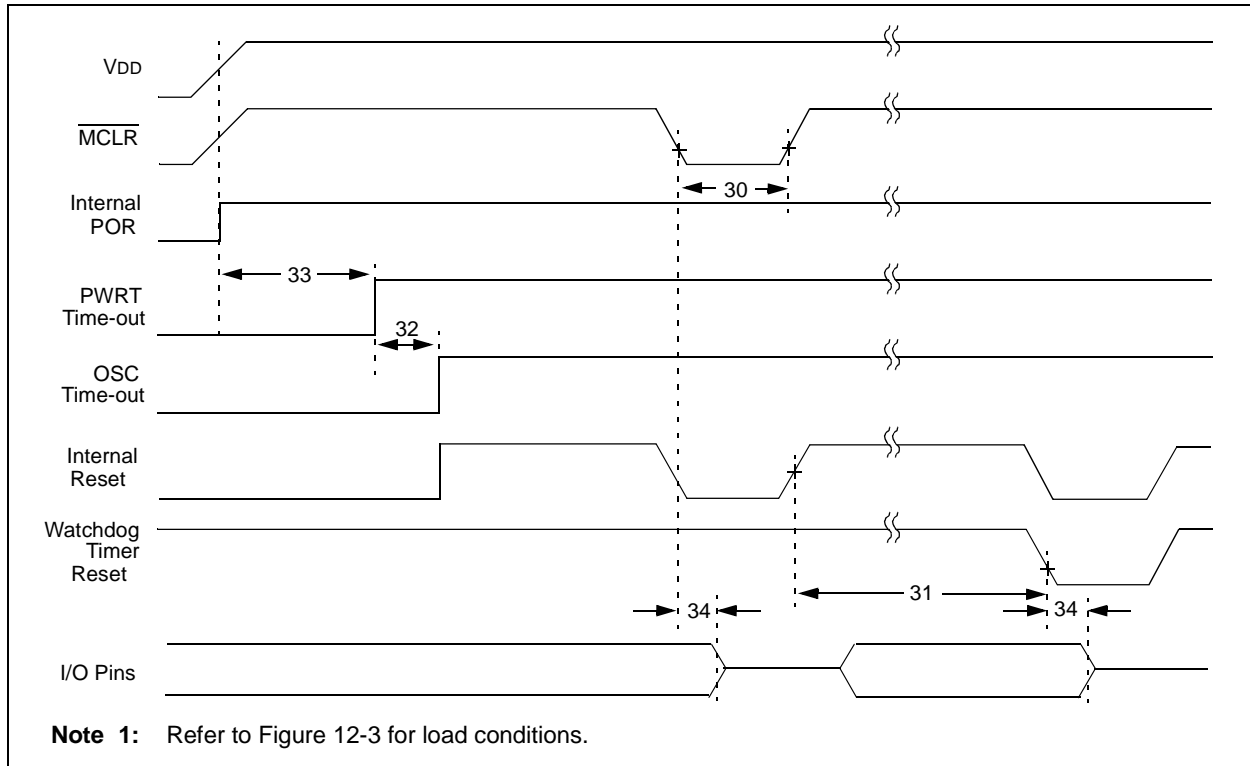 VDD
MCLR
Internal
POR
30
33
PWRT
Time-out
32
OSC
Time-out
Internal
Reset
Watchdog
Timer
Reset
31
34
34
I/O Pins
Note 1: Refer to Figure 12-3 for load conditions.